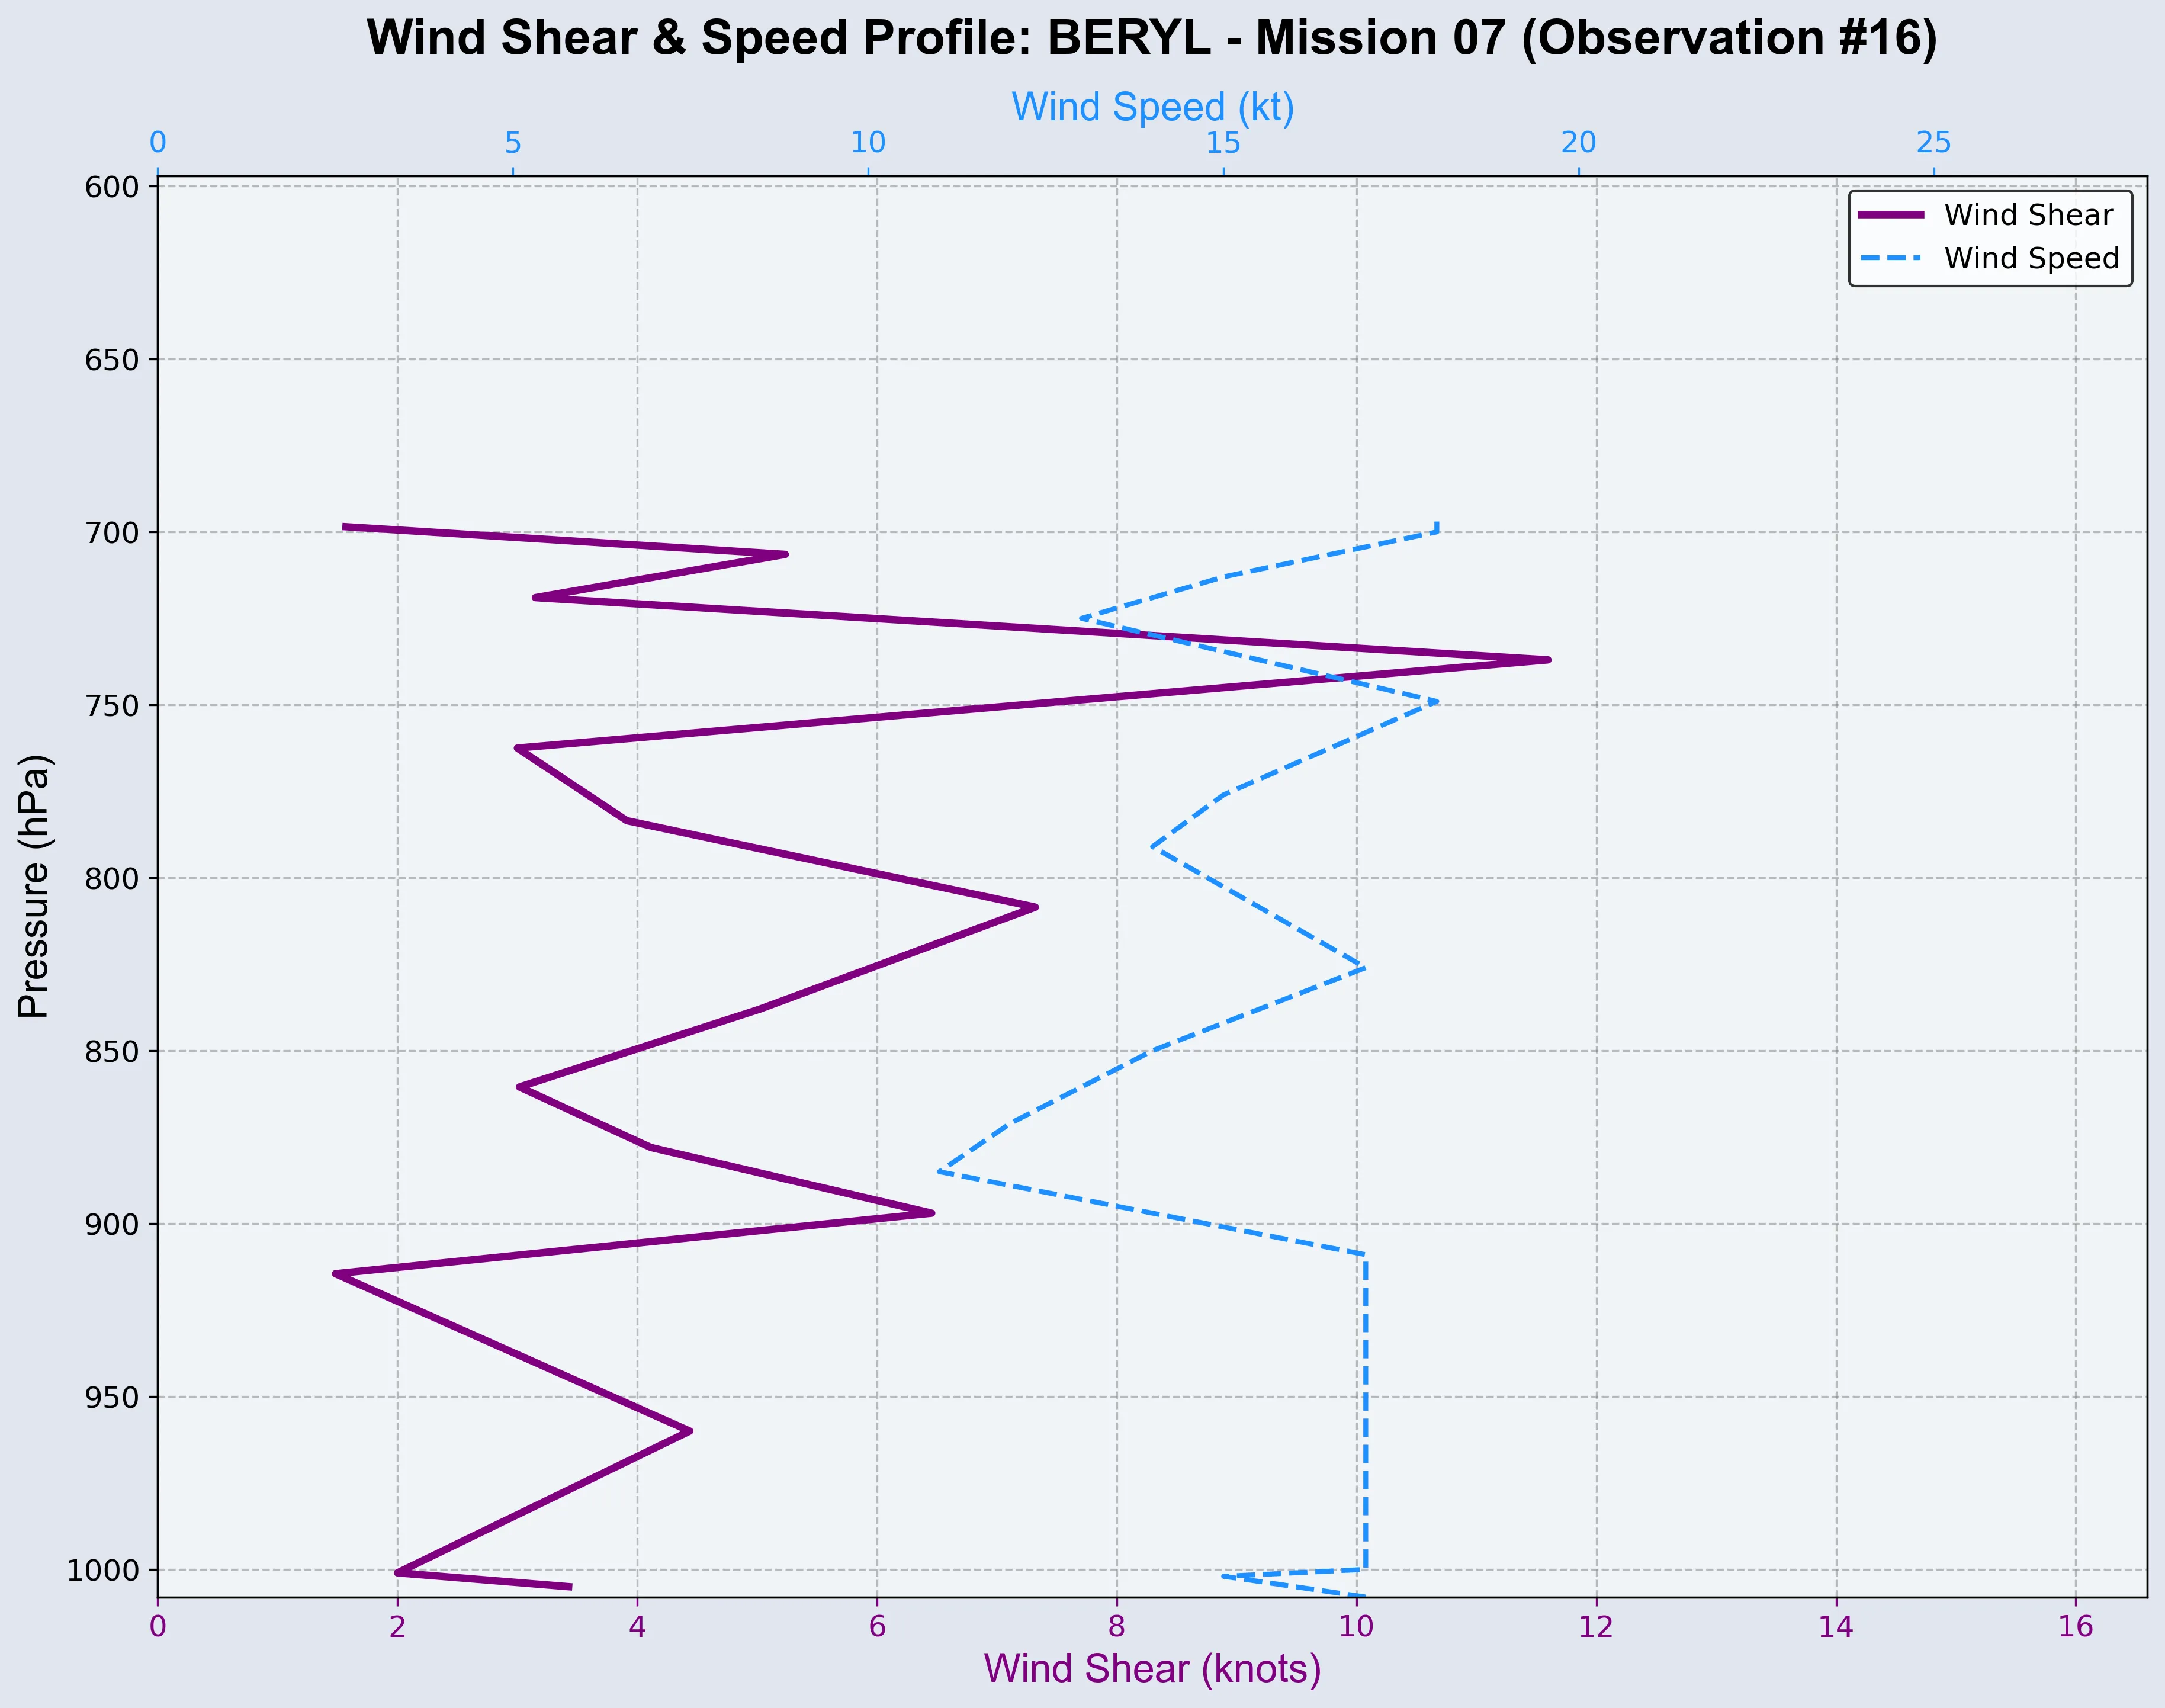 Wind Shear & Speed Profile: BERYL - Mission 07 (Observation #16)
Wind Speed (kt)
0 5 10 15 20 25
Wind Shear
Wind Speed
Pressure (hPa)
600
650
700
750
800
850
900
950
1000
0 2 4 6 8 10 12 14 16
Wind Shear (knots)